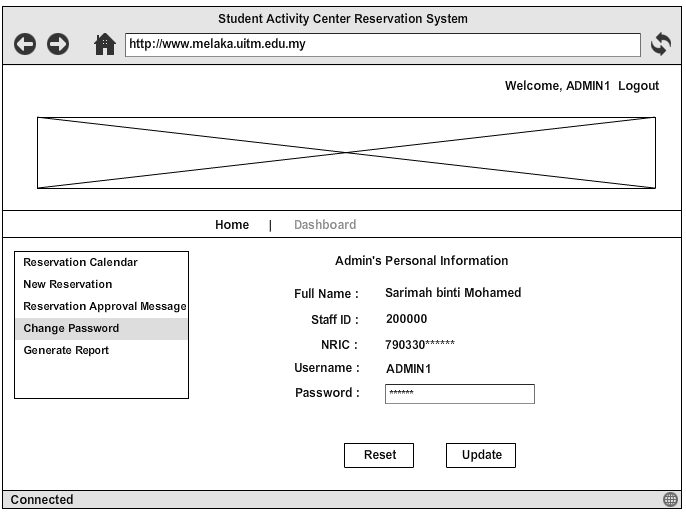 Student Activity Center Reservation System
http://www.melaka.uitm.edu.my
Welcome, ADMIN1 Logout
Home | Dashboard
Reservation Calendar
New Reservation
Reservation Approval Message
Change Password
Generate Report
Admin's Personal Information
Full Name : Sarimah binti Mohamed
Staff ID : 200000
NRIC : 790330******
Username : ADMIN1
Password : ******
Reset Update
Connected